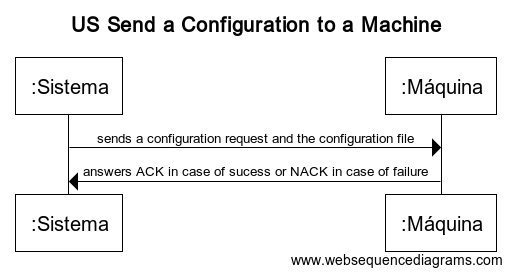 US Send a Configuration to a Machine
:Sistema :Máquina
sends a configuration request and the configuration file
answers ACK in case of sucess or NACK in case of failure
:Sistema :Máquina
www.websequencediagrams.com